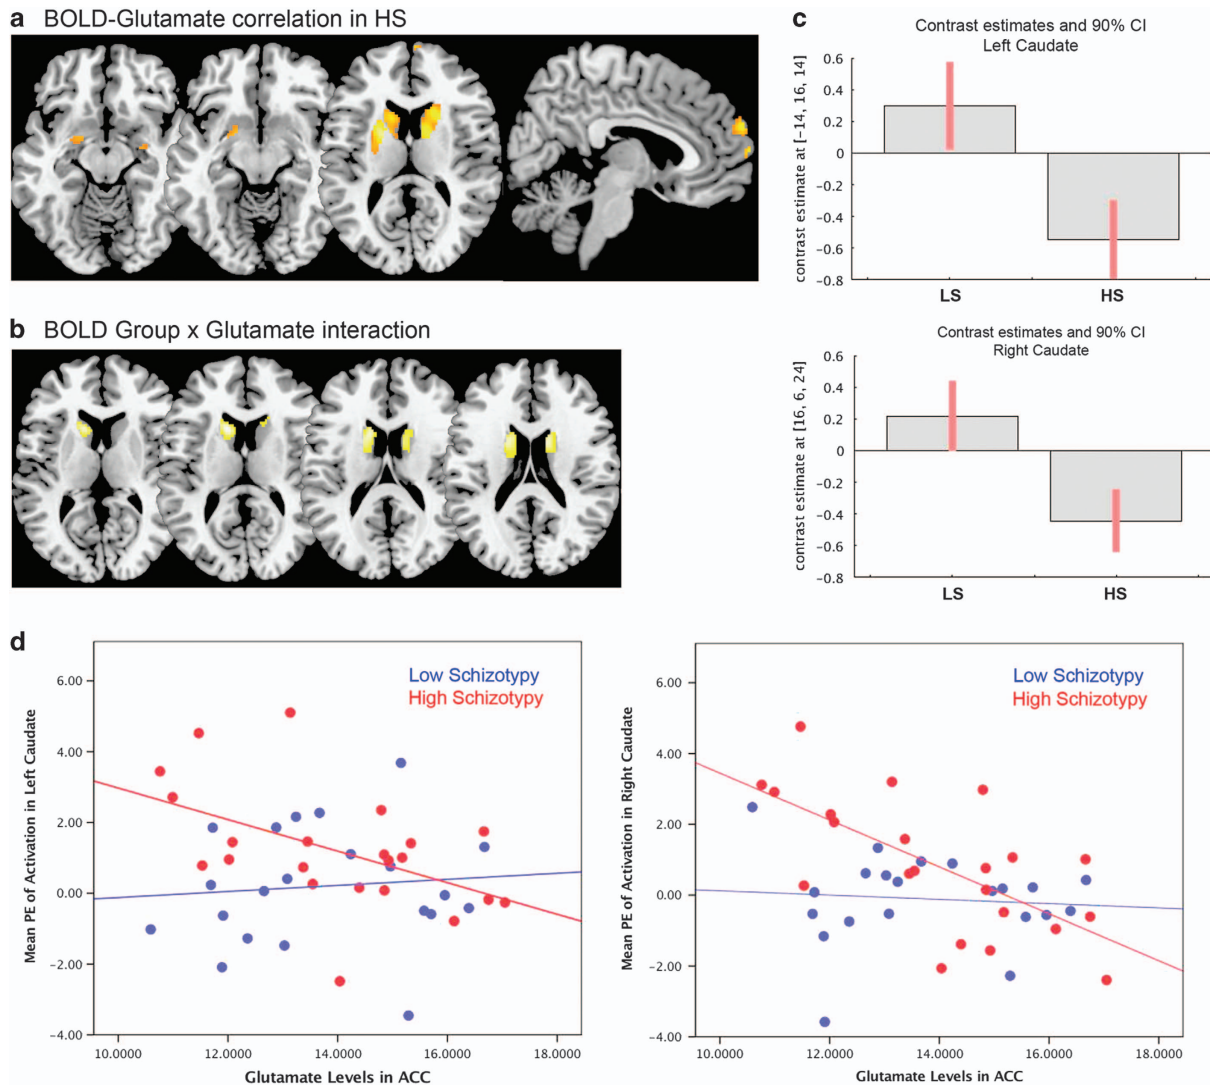 a BOLD-Glutamate correlation in HS
b BOLD Group x Glutamate interaction
c
Contrast estimates and 90% CI
Left Caudate
contrast estimate at [−14, 16, 14]
0.6
0.4
0.2
0
−0.2
−0.4
−0.6
−0.8
LS HS
Contrast estimates and 90% CI
Right Caudate
contrast estimate at [16, 6, 24]
0.6
0.4
0.2
0
−0.2
−0.4
−0.6
−0.8
LS HS
d
Low Schizotypy
High Schizotypy
Mean PE of Activation in Left Caudate
6.00
4.00
2.00
0.00
−2.00
−4.00
10.0000 12.0000 14.0000 16.0000 18.0000
Glutamate Levels in ACC
Low Schizotypy
High Schizotypy
Mean PE of Activation in Right Caudate
6.00
4.00
2.00
0.00
−2.00
−4.00
10.0000 12.0000 14.0000 16.0000 18.0000
Glutamate Levels in ACC